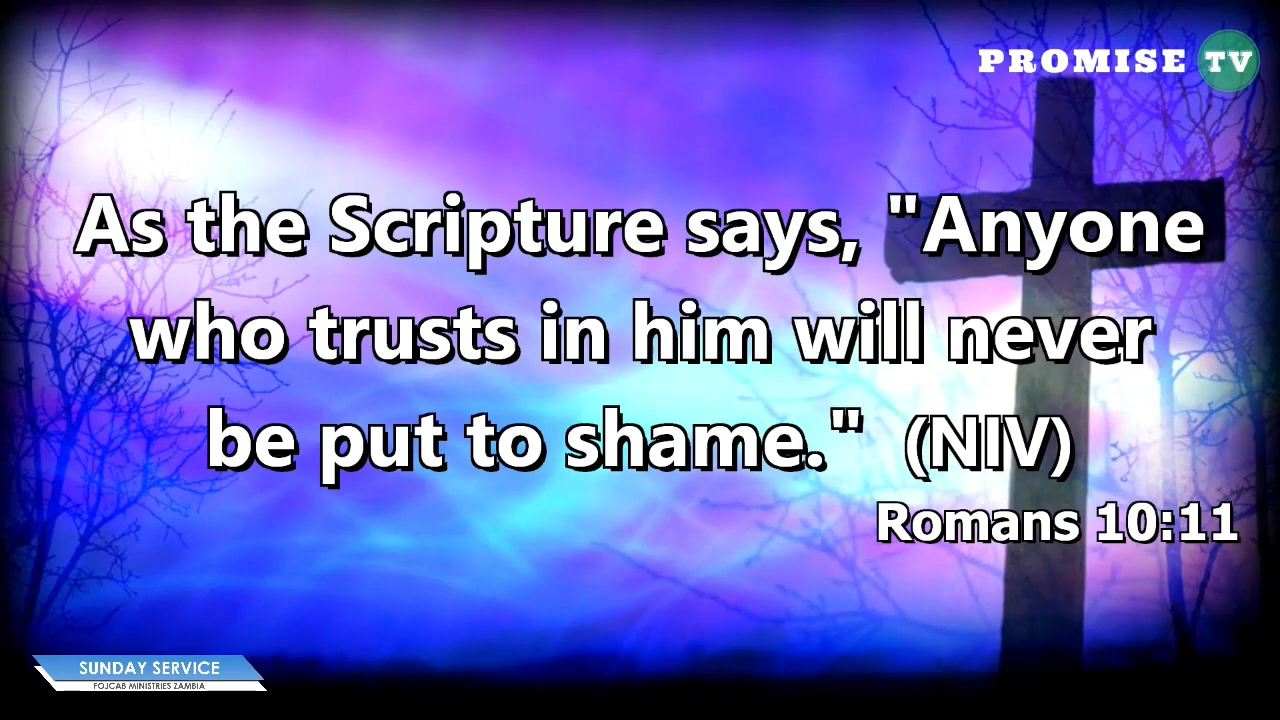 PROMISE TV
As the Scripture says, "Anyone
who trusts in him will never
be put to shame." (NIV)
Romans 10:11
SUNDAY SERVICE
FOJCAB MINISTRIES ZAMBIA